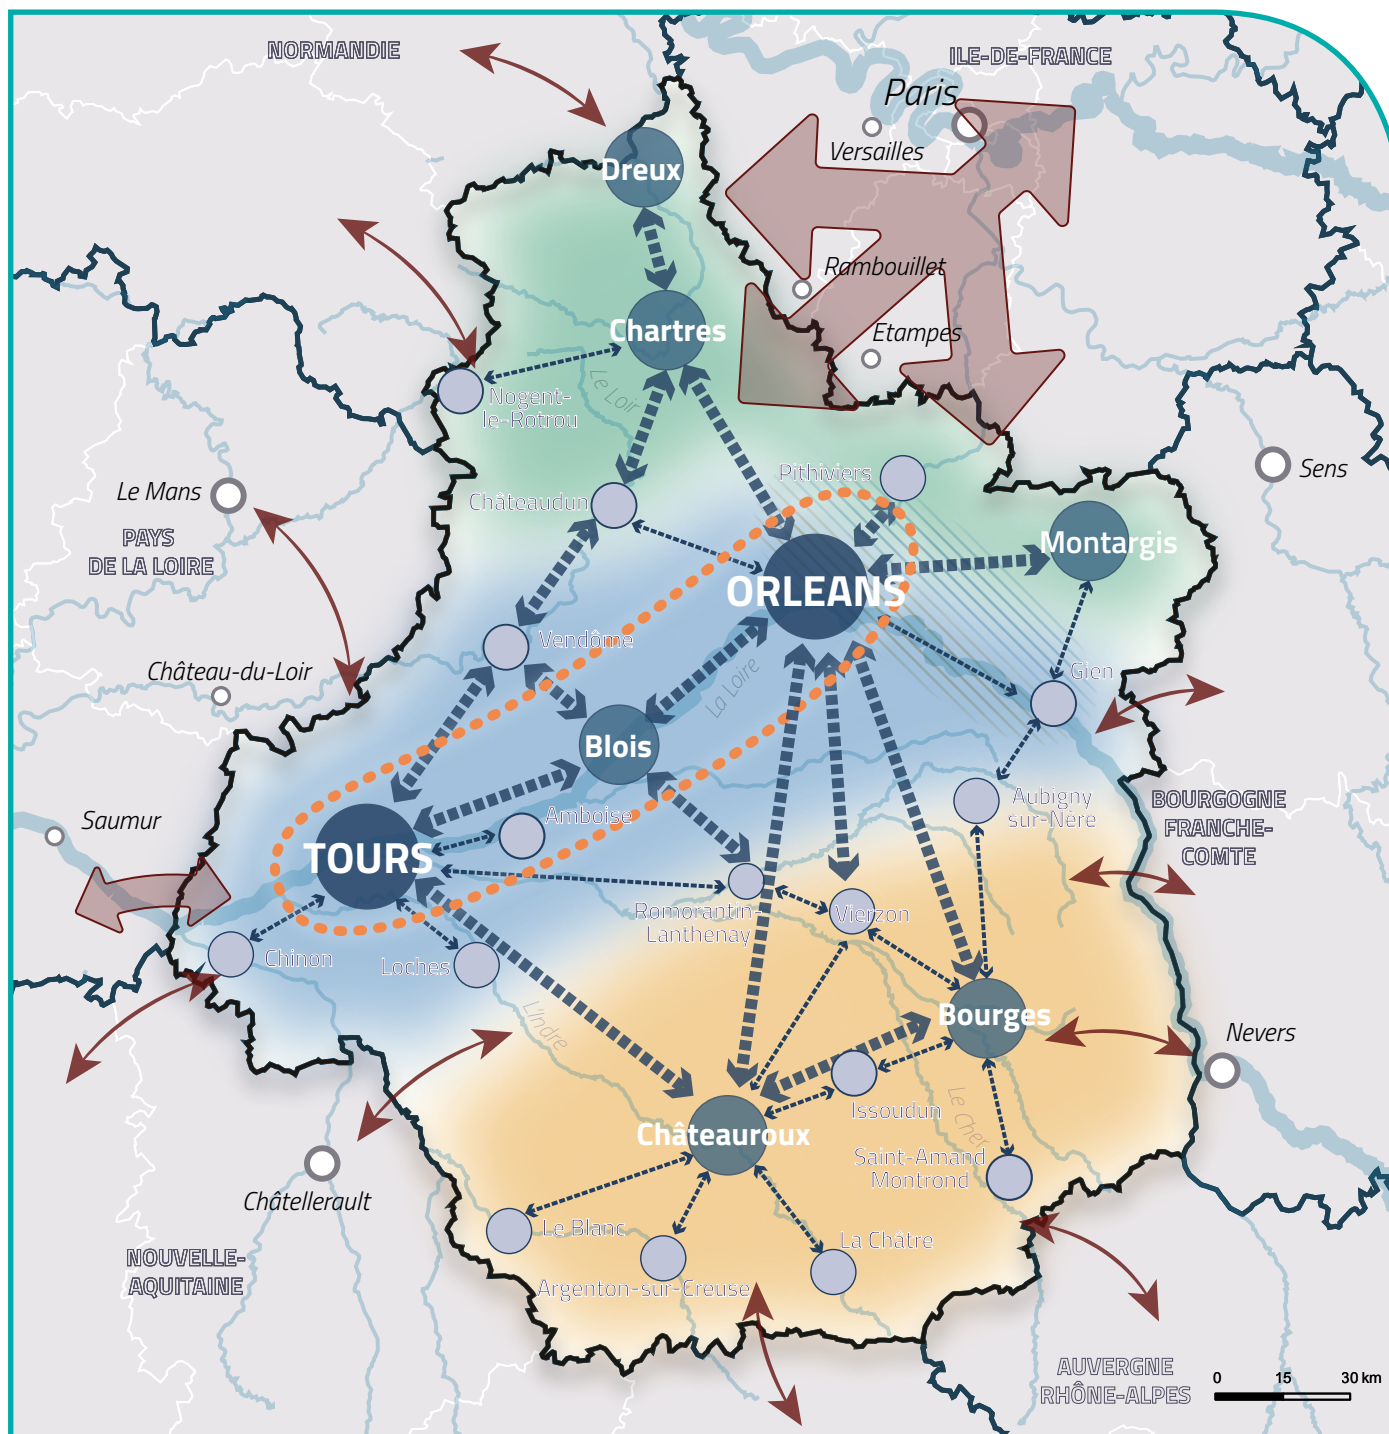 NORMANDIE
ILE-DE-FRANCE
Paris
Versailles
Dreux
Rambouillet
Chartres
Etampes
Le Loir
Nogent-
le-Rotrou
Pithiviers
Sens
Le Mans
Châteaudun
PAYS
DE LA LOIRE
Montargis
ORLEANS
Vendôme
Château-du-Loir
Gien
La Loire
Blois
Saumur
Amboise
Aubigny
sur-Nère
BOURGOGNE
FRANCHE-
COMTE
TOURS
Romorantin-
Lanthenay
Vierzon
Chinon
Loches
L'Indre
Bourges
Nevers
Issoudun
Le Cher
Châteauroux
Saint-Amand
Montrond
Châtellerault
Le Blanc
La Châtre
NOUVELLE-
AQUITAINE
Argenton-sur-Creuse
AUVERGNE
RHÔNE-ALPES
0 15 30 km